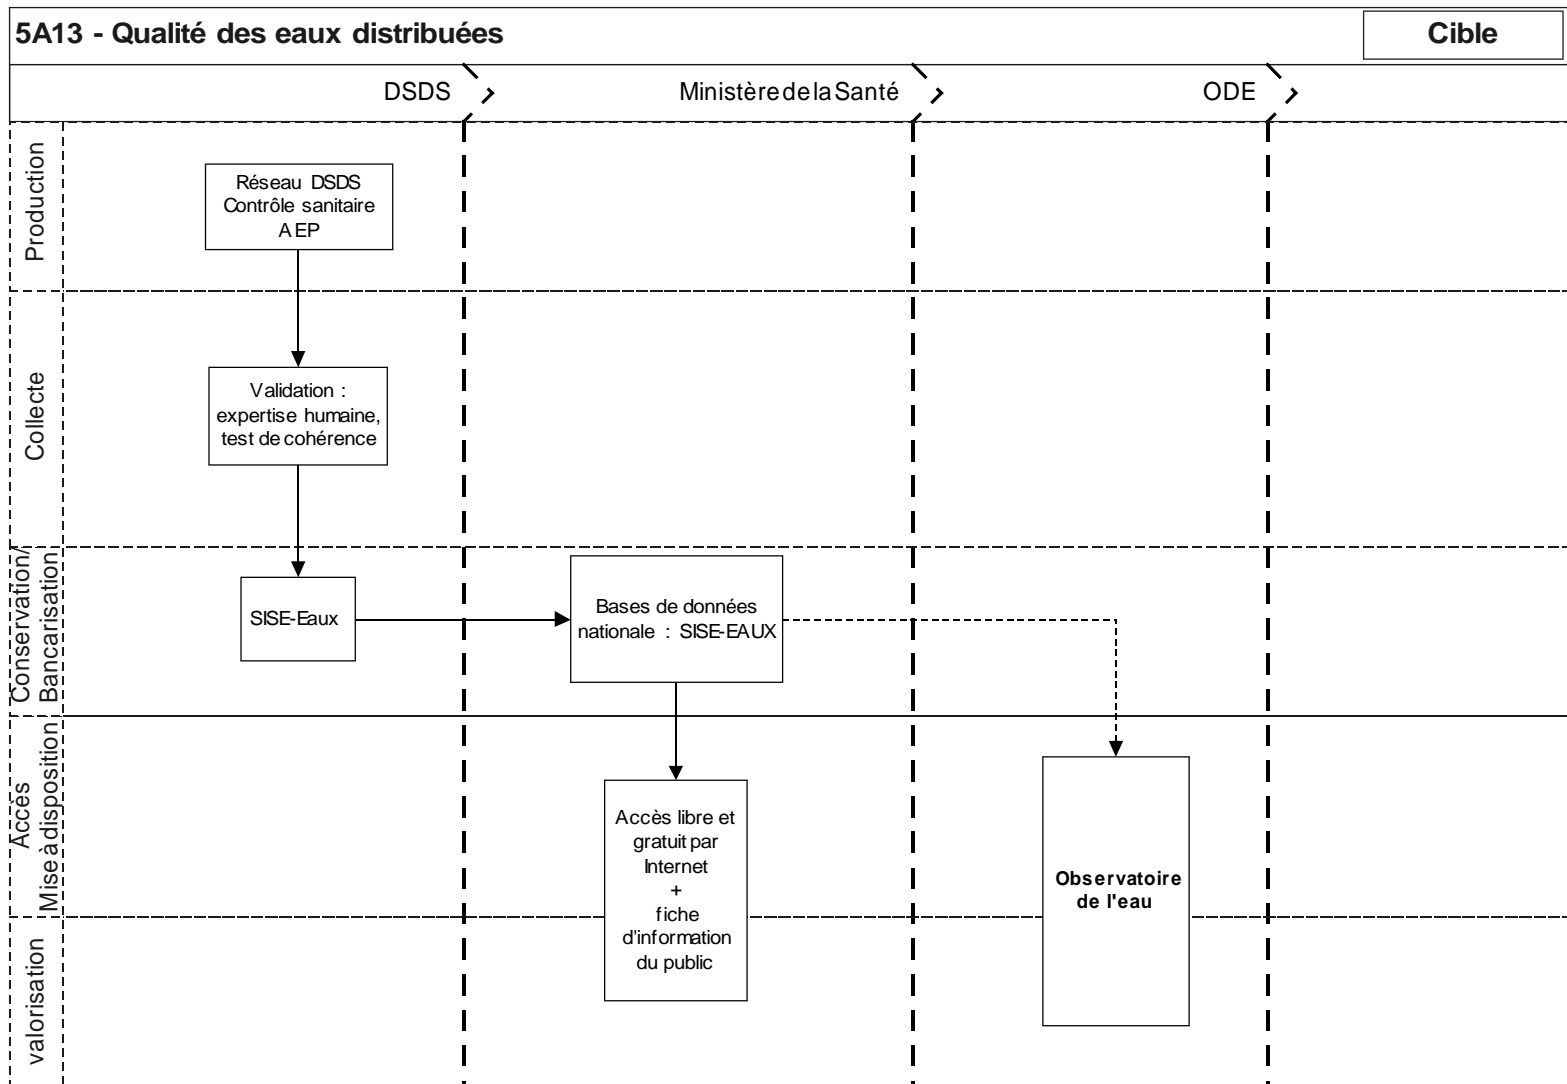 5A13 - Qualité des eaux distribuées
Cible
DSDS
Ministère de la Santé
ODE
Production
Réseau DSDS
Contrôle sanitaire
AEP
Collecte
Validation :
expertise humaine,
test de cohérence
Conservation/
Bancarisation
SISE-Eaux
Bases de données
nationale : SISE-EAUX
Accès
Mise à disposition
Accès libre et
gratuit par
Internet
+
fiche
d'information
du public
Observatoire
de l'eau
valorisation